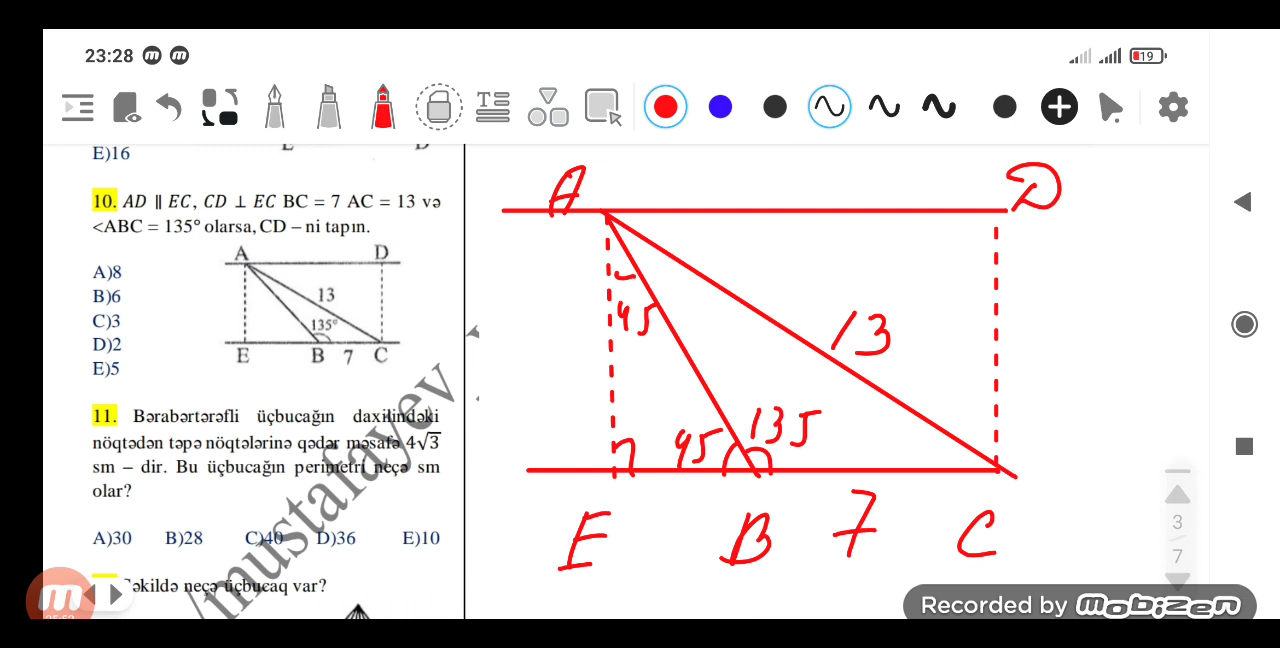 23:28
19
E)16
10. AD ∥ EC, CD ⊥ EC BC = 7 AC = 13 və
<ABC = 135° olarsa, CD – ni tapın.
A)8
B)6
C)3
D)2
E)5
A D
13
135°
E B 7 C
11. Bərabərtərəfli üçbucağın daxilindəki
nöqtədən təpə nöqtələrinə qədər məsafə 4√3
sm – dir. Bu üçbucağın perimetri neçə sm
olar?
A)30 B)28 C)40 D)36 E)10
əkildə neçə üçbucaq var?
/mustafayev
A D
45
13
45 135
E B 7 C
3
7
Recorded by mobizen